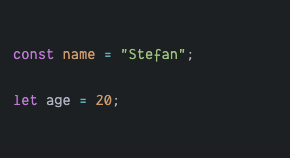 const name = "Stefan";
let age = 20;